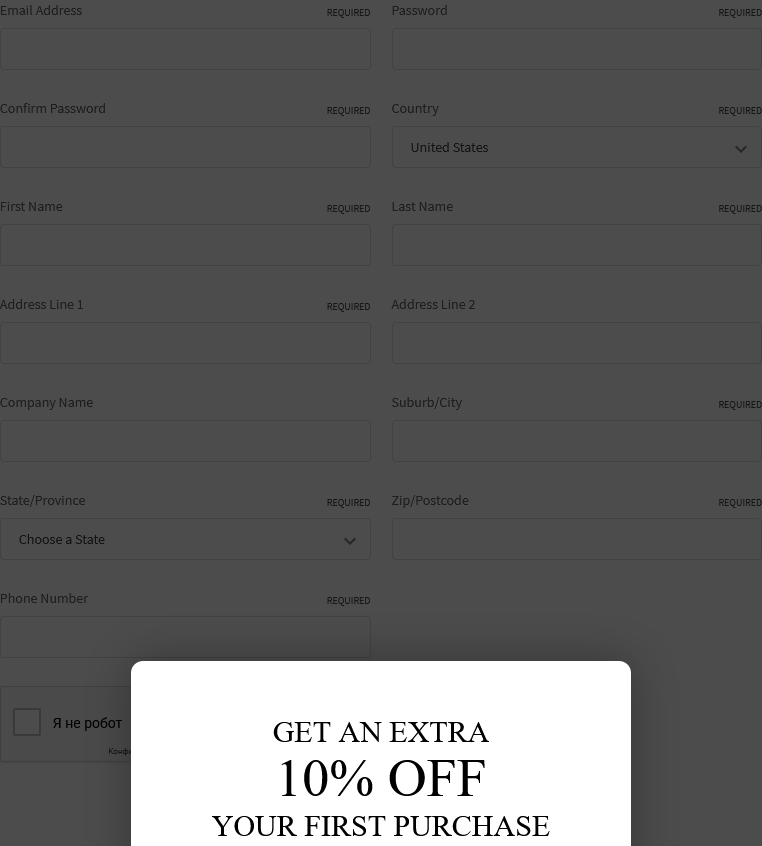 Email Address REQUIRED
Password REQUIRED
Confirm Password REQUIRED
Country REQUIRED
United States
First Name REQUIRED
Last Name REQUIRED
Address Line 1 REQUIRED
Address Line 2
Company Name
Suburb/City REQUIRED
State/Province REQUIRED
Choose a State
Zip/Postcode REQUIRED
Phone Number REQUIRED
Я не робот
GET AN EXTRA
10% OFF
YOUR FIRST PURCHASE